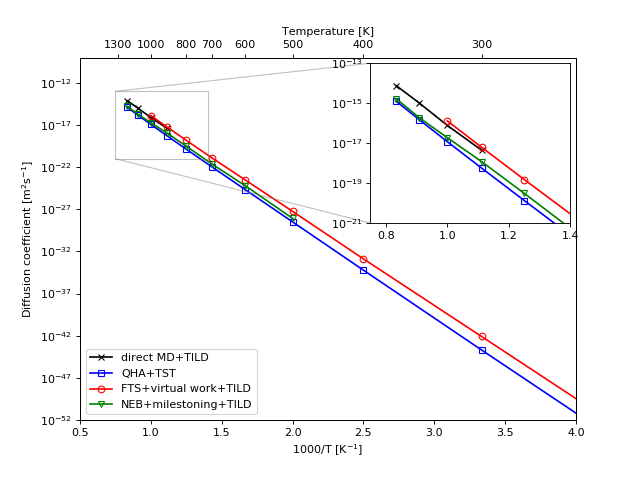 Temperature [K]
1300 1000 800 700 600 500 400 300
10⁻¹²
10⁻¹⁷
10⁻²²
10⁻²⁷
10⁻³²
10⁻³⁷
10⁻⁴²
10⁻⁴⁷
10⁻⁵²
Diffusion coefficient [m²s⁻¹]
10⁻¹³
10⁻¹⁵
10⁻¹⁷
10⁻¹⁹
10⁻²¹
0.8 1.0 1.2 1.4
direct MD+TILD
QHA+TST
FTS+virtual work+TILD
NEB+milestoning+TILD
0.5 1.0 1.5 2.0 2.5 3.0 3.5 4.0
1000/T [K⁻¹]